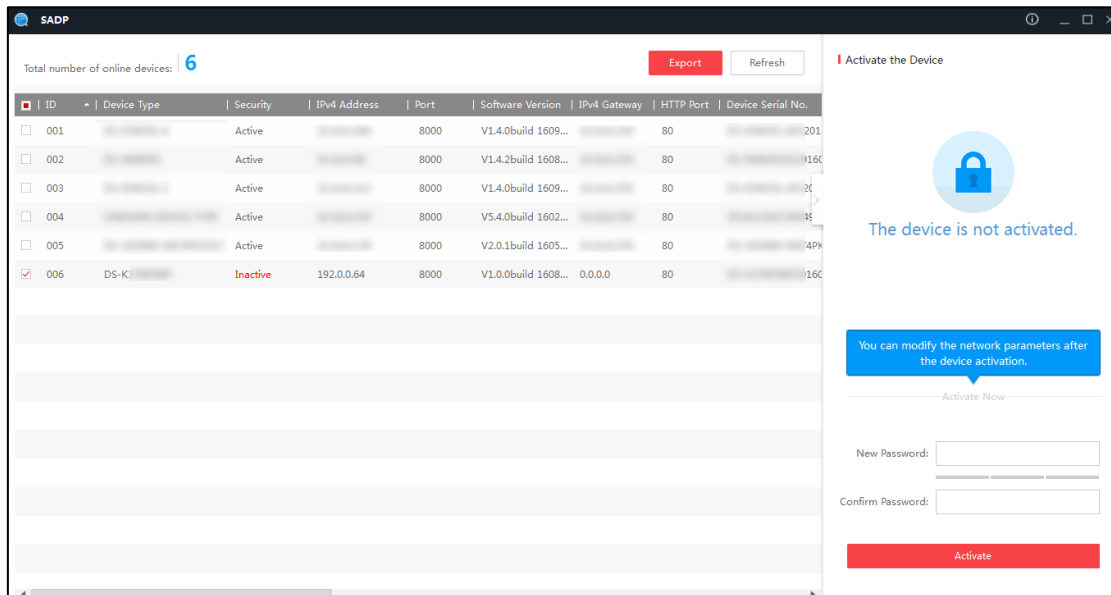 SADP
Total number of online devices: 6
Export
Refresh
ID | Device Type | Security | IPv4 Address | Port | Software Version | IPv4 Gateway | HTTP Port | Device Serial No.
001 Active 8000 V1.4.0build 1609... 80 201
002 Active 8000 V1.4.2build 1608... 80 160
003 Active 8000 V1.4.0build 1609... 80
004 Active 8000 V5.4.0build 1602... 80
005 Active 8000 V2.0.1build 1605... 80 4PK
006 DS-K Inactive 192.0.0.64 8000 V1.0.0build 1608... 0.0.0.0 80 160
Activate the Device
The device is not activated.
You can modify the network parameters after
the device activation.
Activate Now
New Password:
Confirm Password:
Activate